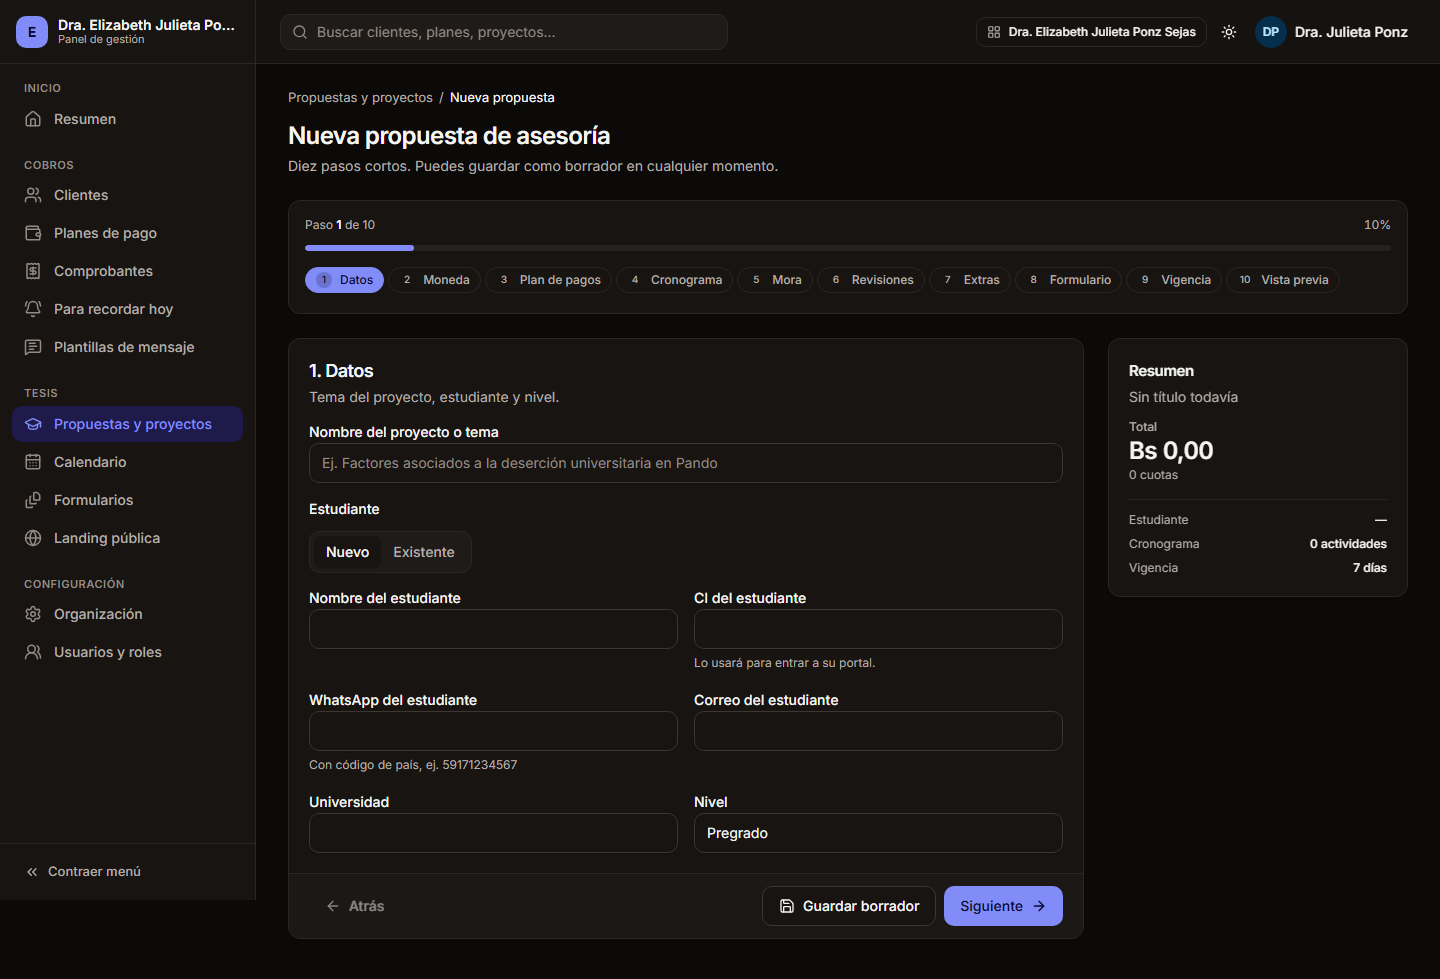 E
Dra. Elizabeth Julieta Po...
Panel de gestión
Buscar clientes, planes, proyectos...
Dra. Elizabeth Julieta Ponz Sejas
DP
Dra. Julieta Ponz
INICIO
Resumen
COBROS
Clientes
Planes de pago
Comprobantes
Para recordar hoy
Plantillas de mensaje
TESIS
Propuestas y proyectos
Calendario
Formularios
Landing pública
CONFIGURACIÓN
Organización
Usuarios y roles
Contraer menú
Propuestas y proyectos / Nueva propuesta
Nueva propuesta de asesoría
Diez pasos cortos. Puedes guardar como borrador en cualquier momento.
Paso 1 de 10
10%
1 Datos
2 Moneda
3 Plan de pagos
4 Cronograma
5 Mora
6 Revisiones
7 Extras
8 Formulario
9 Vigencia
10 Vista previa
1. Datos
Tema del proyecto, estudiante y nivel.
Nombre del proyecto o tema
Ej. Factores asociados a la deserción universitaria en Pando
Estudiante
Nuevo
Existente
Nombre del estudiante
CI del estudiante
Lo usará para entrar a su portal.
WhatsApp del estudiante
Correo del estudiante
Con código de país, ej. 59171234567
Universidad
Nivel
Pregrado
Atrás
Guardar borrador
Siguiente
Resumen
Sin título todavía
Total
Bs 0,00
0 cuotas
Estudiante —
Cronograma 0 actividades
Vigencia 7 días